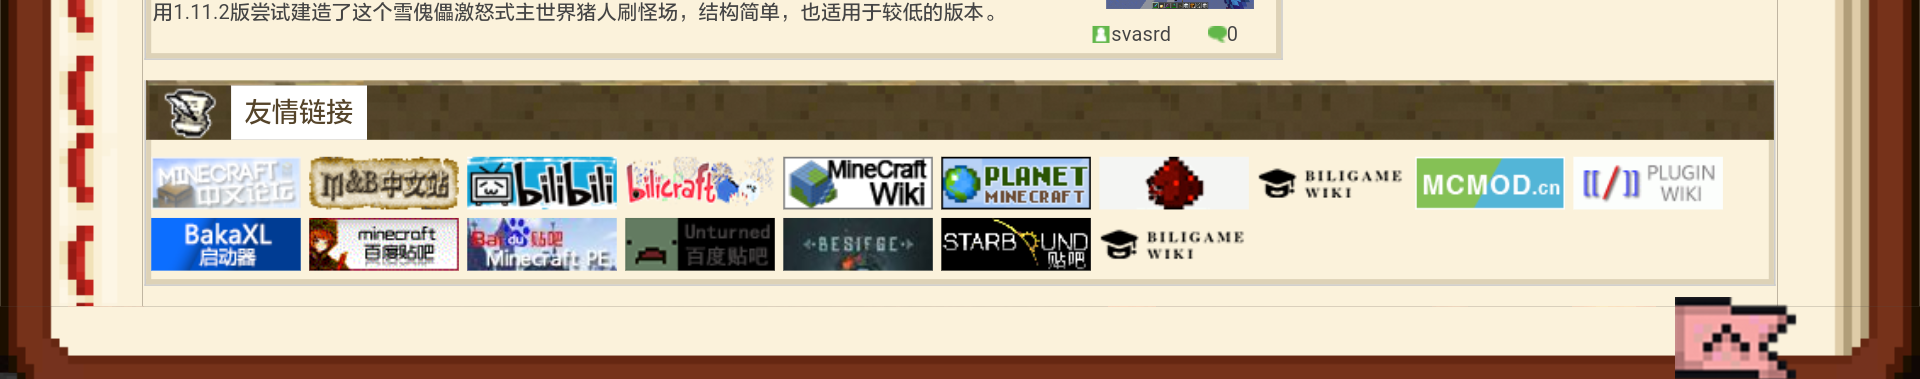 用1.11.2版尝试建造了这个雪傀儡激怒式主世界猪人刷怪场，结构简单，也适用于较低的版本。
svasrd 0
友情链接
MINECRAFT
中文论坛
M&B中文站
bilibili
bilicraft
MineCraft
Wiki
PLANET
MINECRAFT
BILIGAME
WIKI
MCMOD.cn
[[/]] PLUGIN
WIKI
BakaXL
启动器
minecraft
百度贴吧
Bai du 贴吧
Minecraft PE
Unturned
百度贴吧
BESIEGE
STARBOUND
贴吧
BILIGAME
WIKI